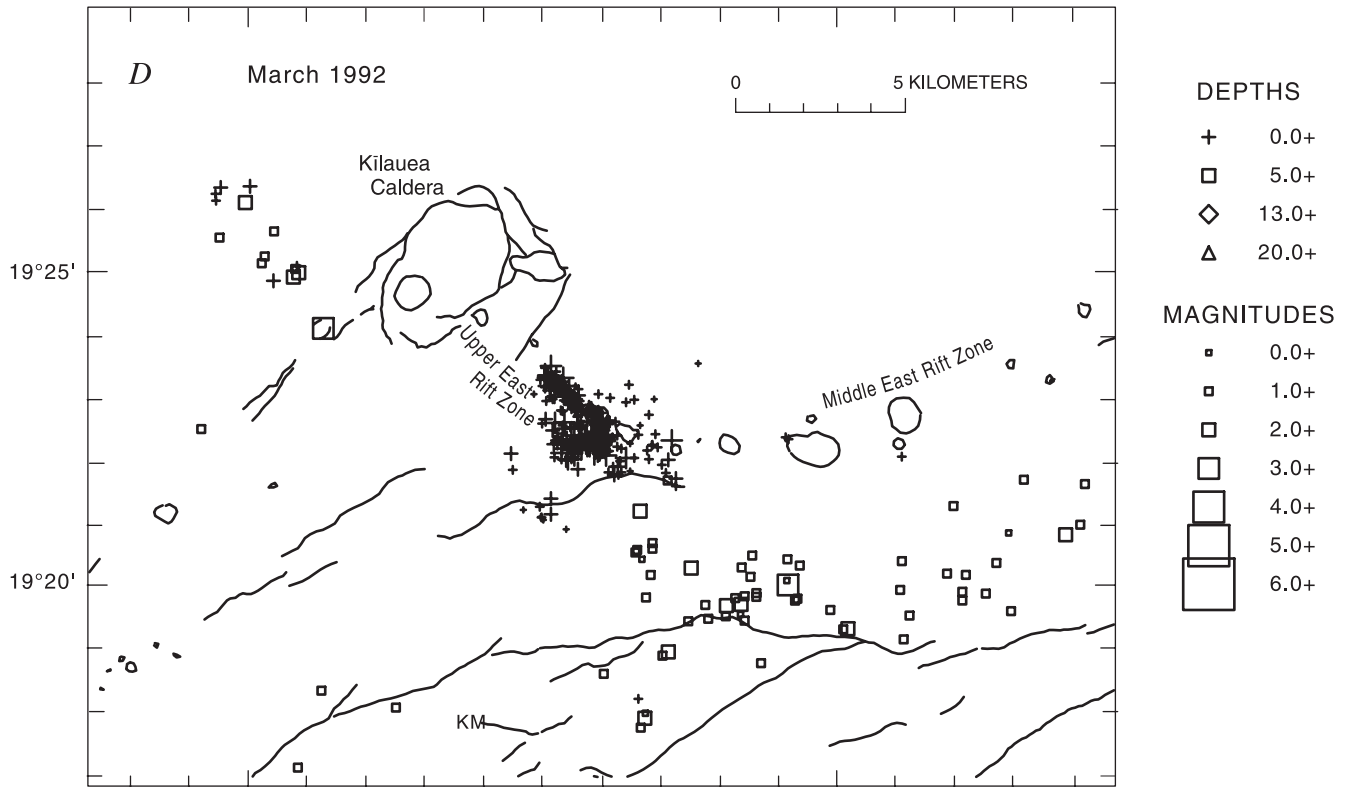 D
March 1992
0
5 KILOMETERS
Kīlauea
Caldera
Upper East
Rift Zone
Middle East Rift Zone
KM
19°25'
19°20'
DEPTHS
0.0+
5.0+
13.0+
20.0+
MAGNITUDES
0.0+
1.0+
2.0+
3.0+
4.0+
5.0+
6.0+